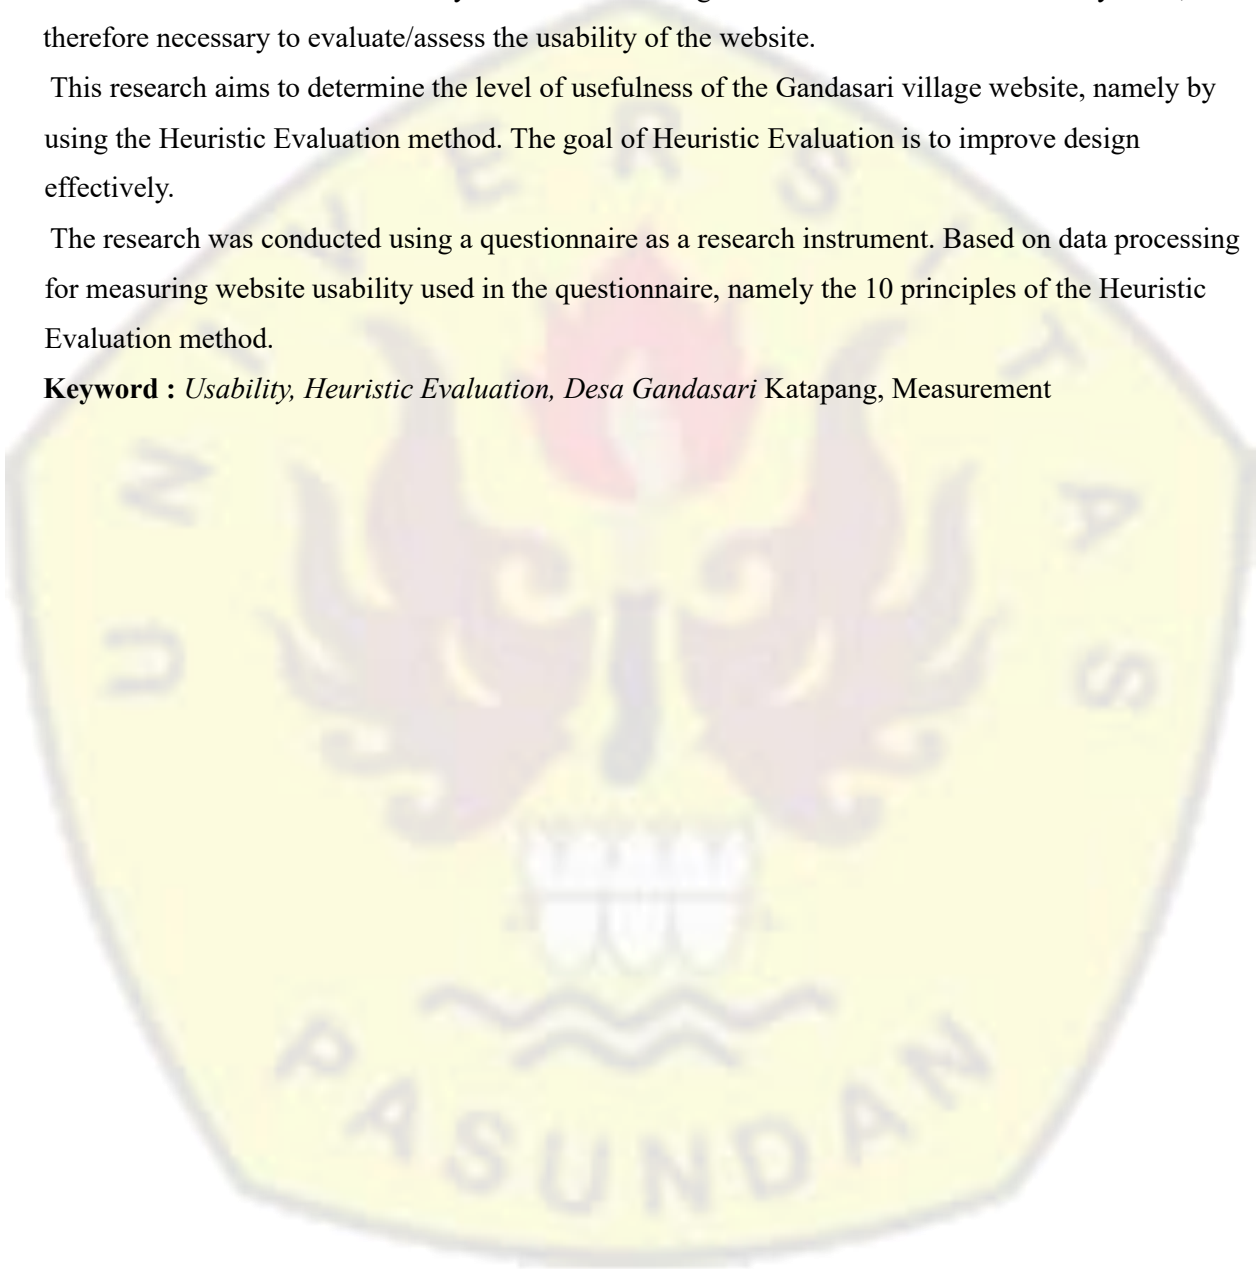 therefore necessary to evaluate/assess the usability of the website.
This research aims to determine the level of usefulness of the Gandasari village website, namely by
using the Heuristic Evaluation method. The goal of Heuristic Evaluation is to improve design
effectively.
The research was conducted using a questionnaire as a research instrument. Based on data processing
for measuring website usability used in the questionnaire, namely the 10 principles of the Heuristic
Evaluation method.
Keyword : Usability, Heuristic Evaluation, Desa Gandasari Katapang, Measurement
UNIVERSITAS
PASUNDAN